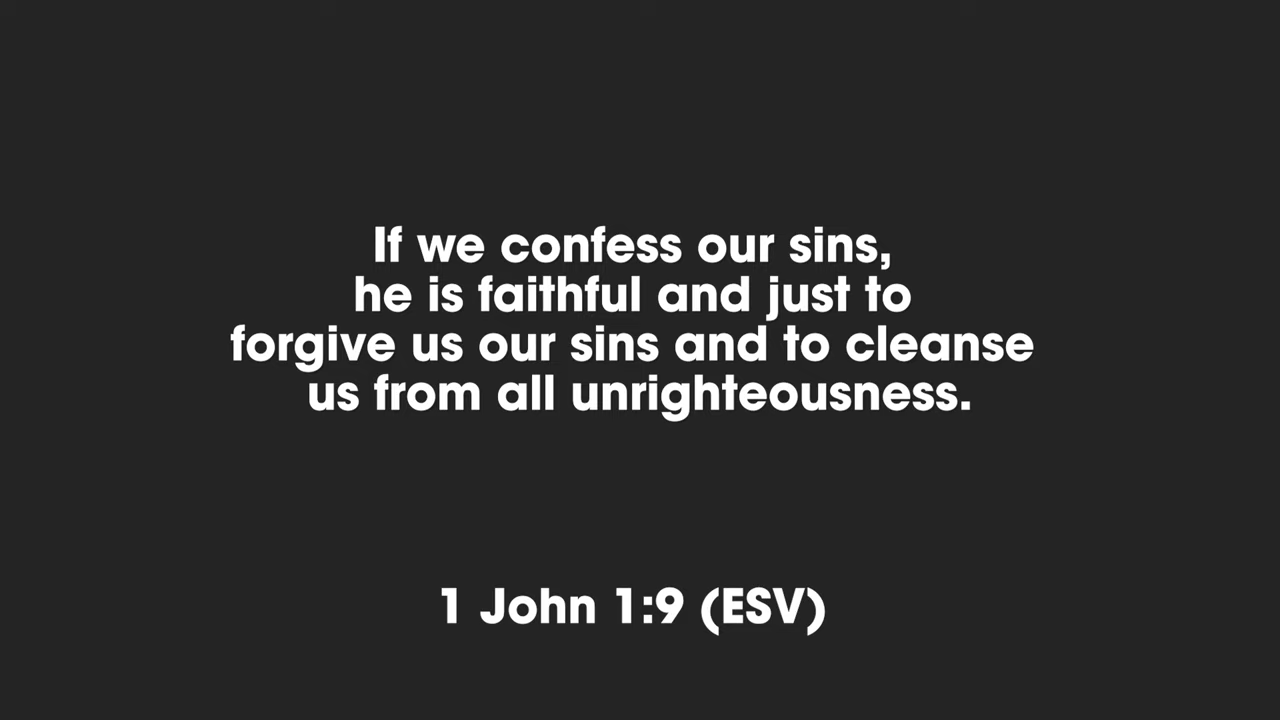 If we confess our sins,
he is faithful and just to
forgive us our sins and to cleanse
us from all unrighteousness.
1 John 1:9 (ESV)